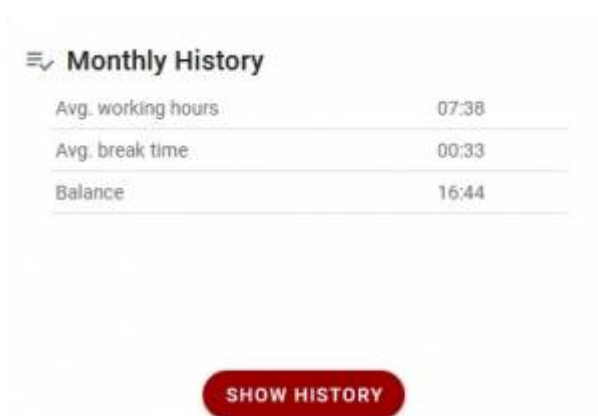 Monthly History
Avg. working hours 07:38
Avg. break time 00:33
Balance 16:44
SHOW HISTORY